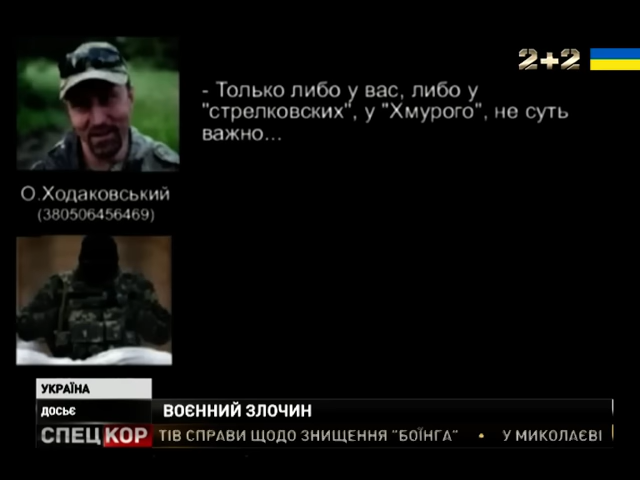 2+2
- Только либо у вас, либо у
"стрелковских", у "Хмурого", не суть
важно...
О.Ходаковський
(380506456469)
УКРАЇНА
ДОСЬЄ
ВОЄННИЙ ЗЛОЧИН
СПЕЦКОР
ТІВ СПРАВИ ЩОДО ЗНИЩЕННЯ "БОЇНГА" • У МИКОЛАЄВІ